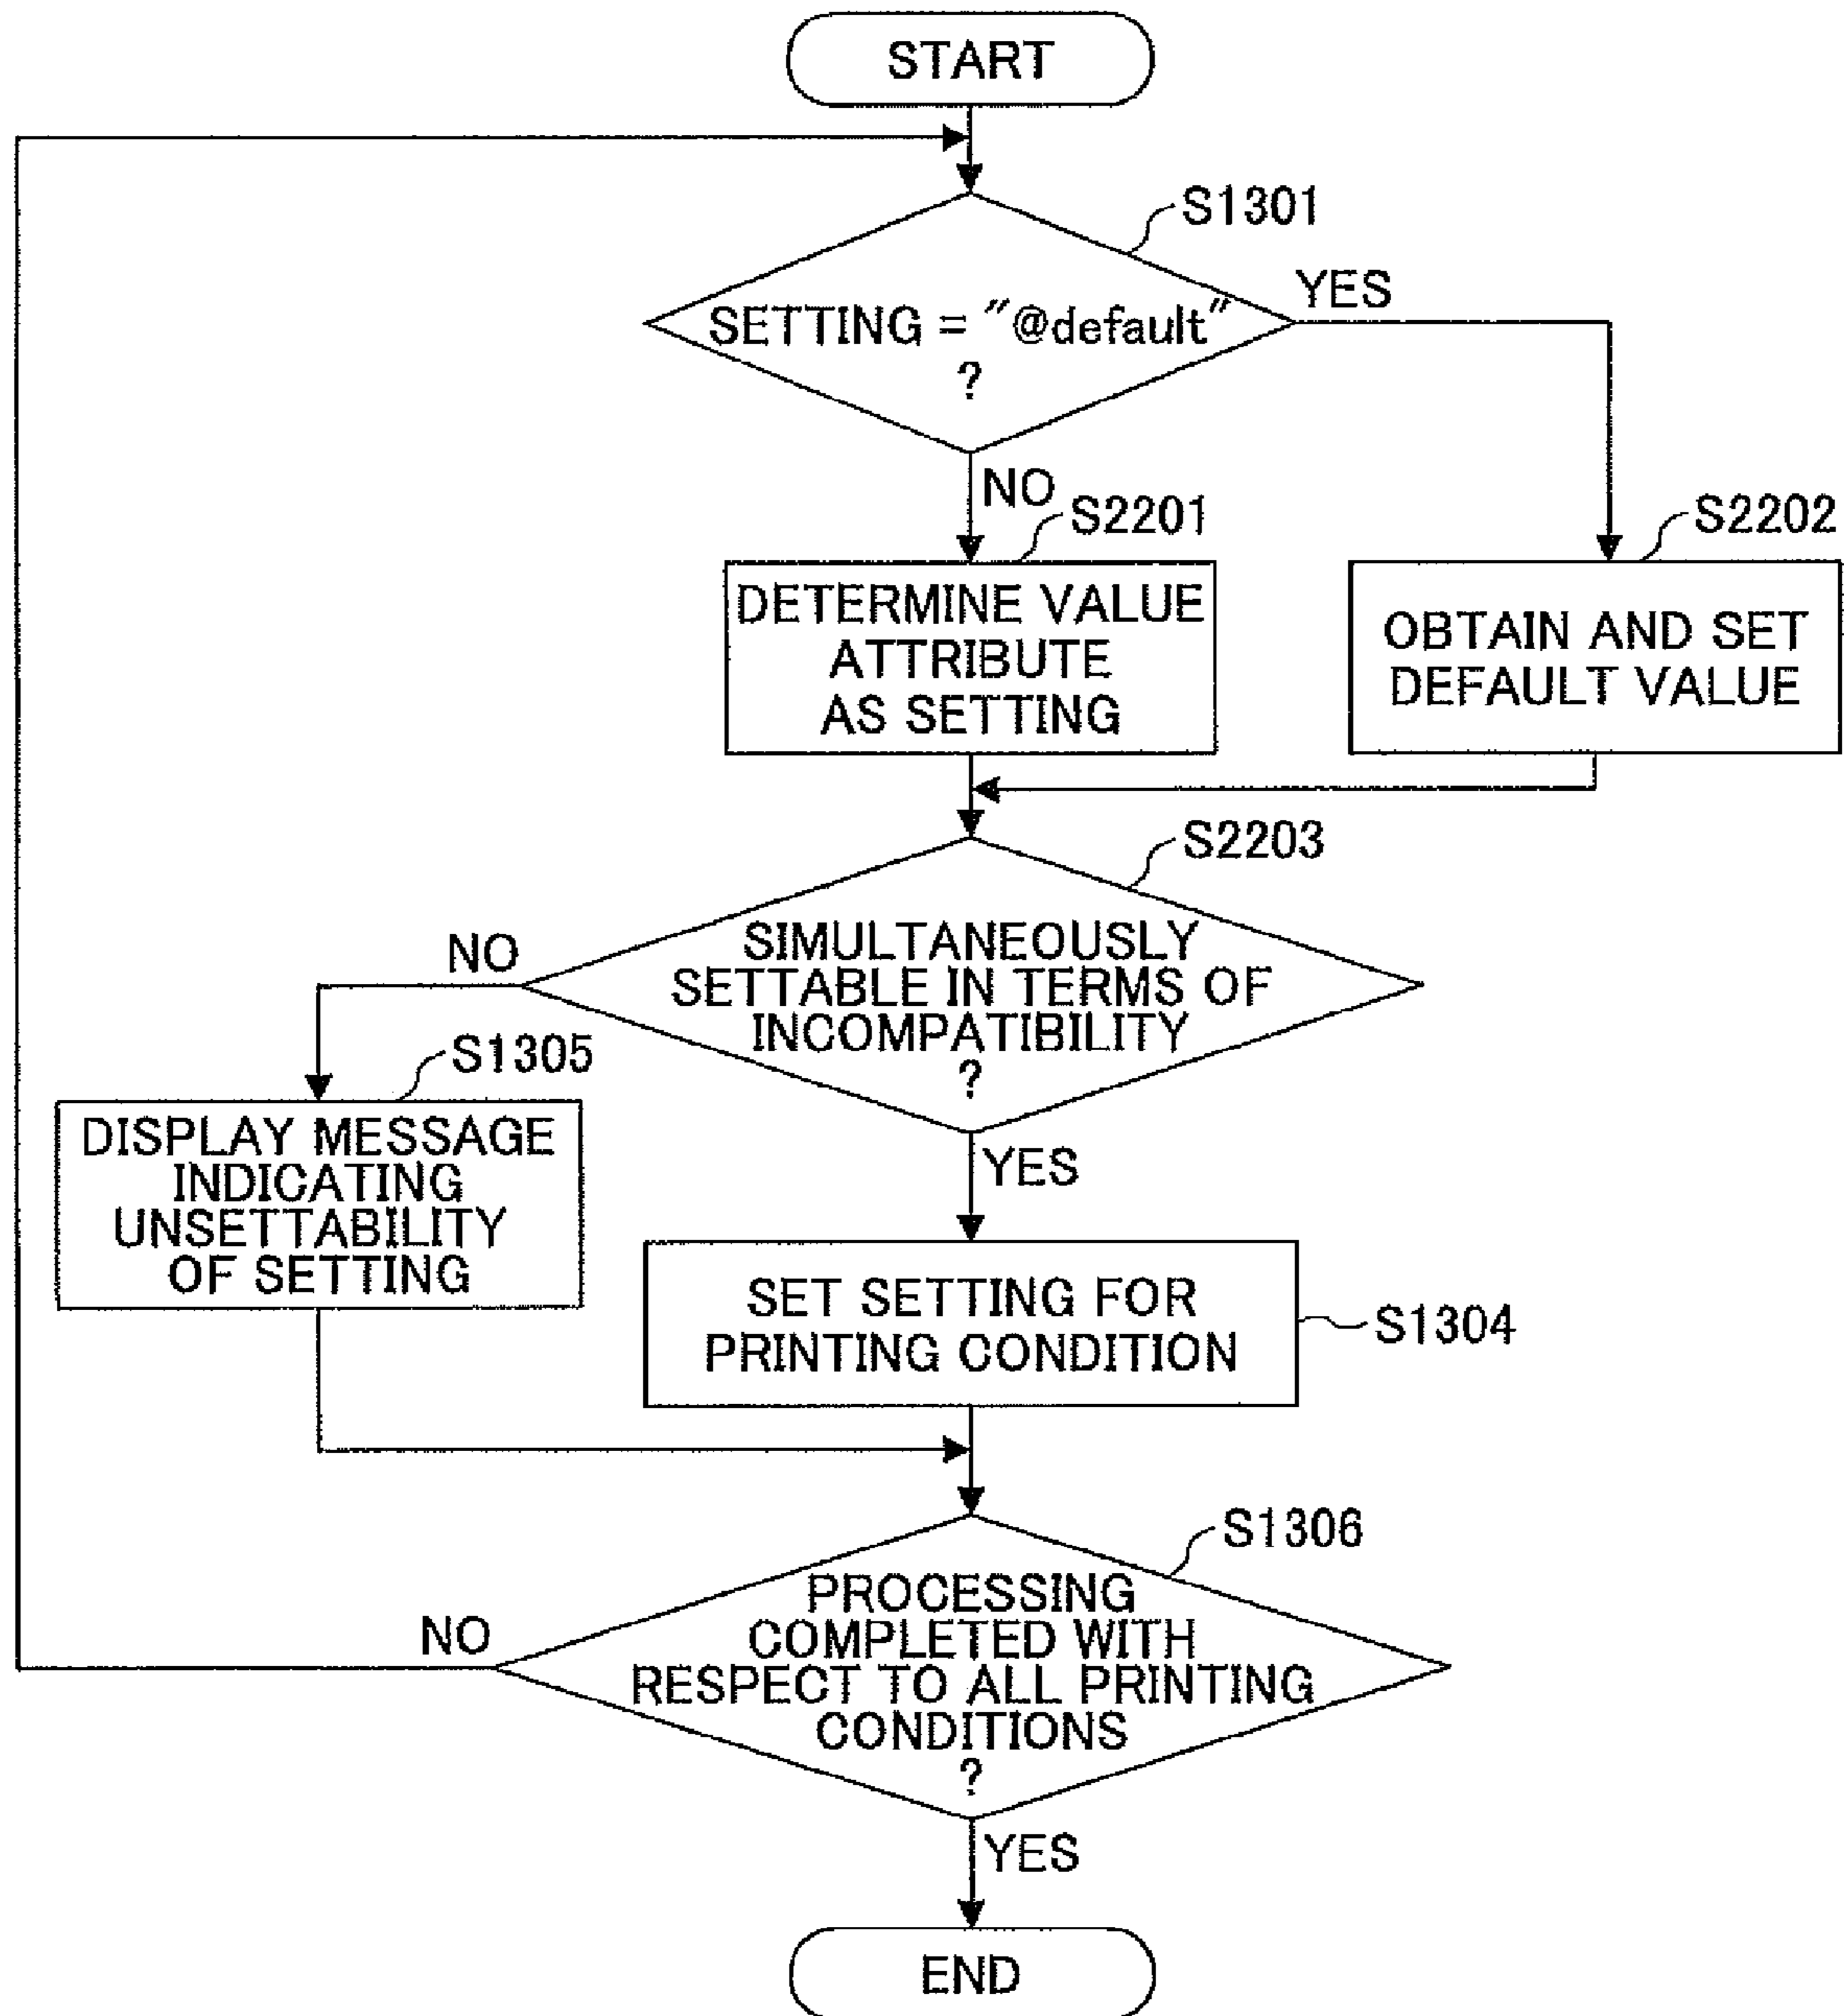 START
S1301
SETTING = "@default"
?
YES
NO
S2201
DETERMINE VALUE
ATTRIBUTE
AS SETTING
S2202
OBTAIN AND SET
DEFAULT VALUE
S2203
SIMULTANEOUSLY
SETTABLE IN TERMS OF
INCOMPATIBILITY
?
NO
S1305
DISPLAY MESSAGE
INDICATING
UNSETTABILITY
OF SETTING
YES
SET SETTING FOR
PRINTING CONDITION
S1304
S1306
PROCESSING
COMPLETED WITH
RESPECT TO ALL PRINTING
CONDITIONS
?
NO
YES
END